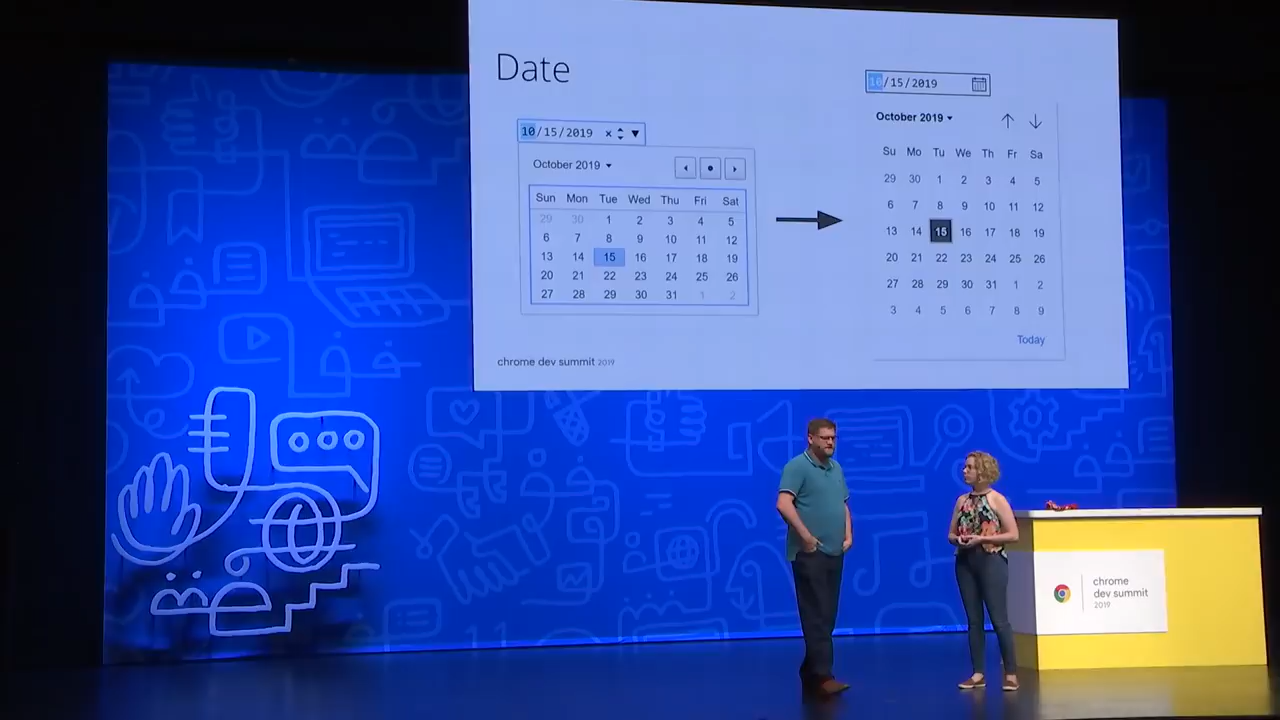 Date
10/15/2019
October 2019
Sun Mon Tue Wed Thu Fri Sat
29 30 1 2 3 4 5
6 7 8 9 10 11 12
13 14 15 16 17 18 19
20 21 22 23 24 25 26
27 28 29 30 31 1 2
10/15/2019
October 2019
Su Mo Tu We Th Fr Sa
29 30 1 2 3 4 5
6 7 8 9 10 11 12
13 14 15 16 17 18 19
20 21 22 23 24 25 26
27 28 29 30 31 1 2
3 4 5 6 7 8 9
Today
chrome dev summit 2019
chrome
dev summit
2019